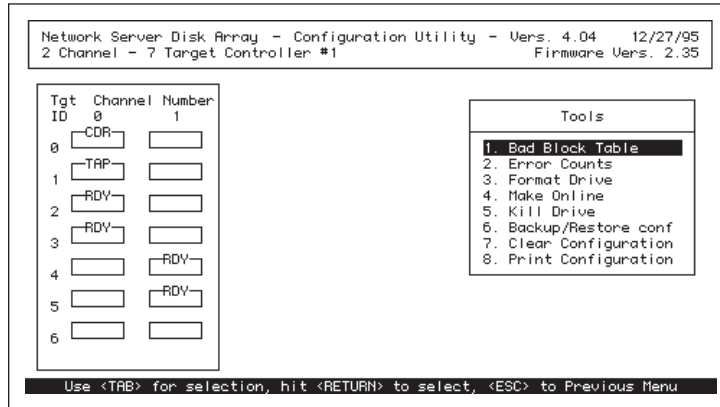 Network Server Disk Array - Configuration Utility - Vers. 4.04 12/27/95
2 Channel - 7 Target Controller #1 Firmware Vers. 2.35
Tgt Channel Number
ID 0 1
CDR
0
TAP
1
RDY
2
RDY
3
RDY
4
RDY
5
6
Tools
1. Bad Block Table
2. Error Counts
3. Format Drive
4. Make Online
5. Kill Drive
6. Backup/Restore conf
7. Clear Configuration
8. Print Configuration
Use <TAB> for selection, hit <RETURN> to select, <ESC> to Previous Menu